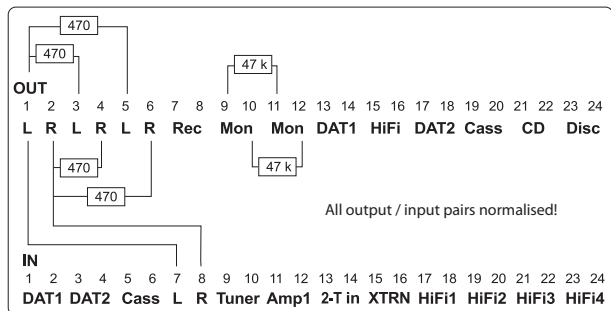 470
470
47 k
OUT
1 2 3 4 5 6 7 8 9 10 11 12 13 14 15 16 17 18 19 20 21 22 23 24
L R L R L R Rec Mon Mon DAT1 HiFi DAT2 Cass CD Disc
470
47 k
470
All output / input pairs normalised!
IN
1 2 3 4 5 6 7 8 9 10 11 12 13 14 15 16 17 18 19 20 21 22 23 24
DAT1 DAT2 Cass L R Tuner Amp1 2-T in XTRN HiFi1 HiFi2 HiFi3 HiFi4